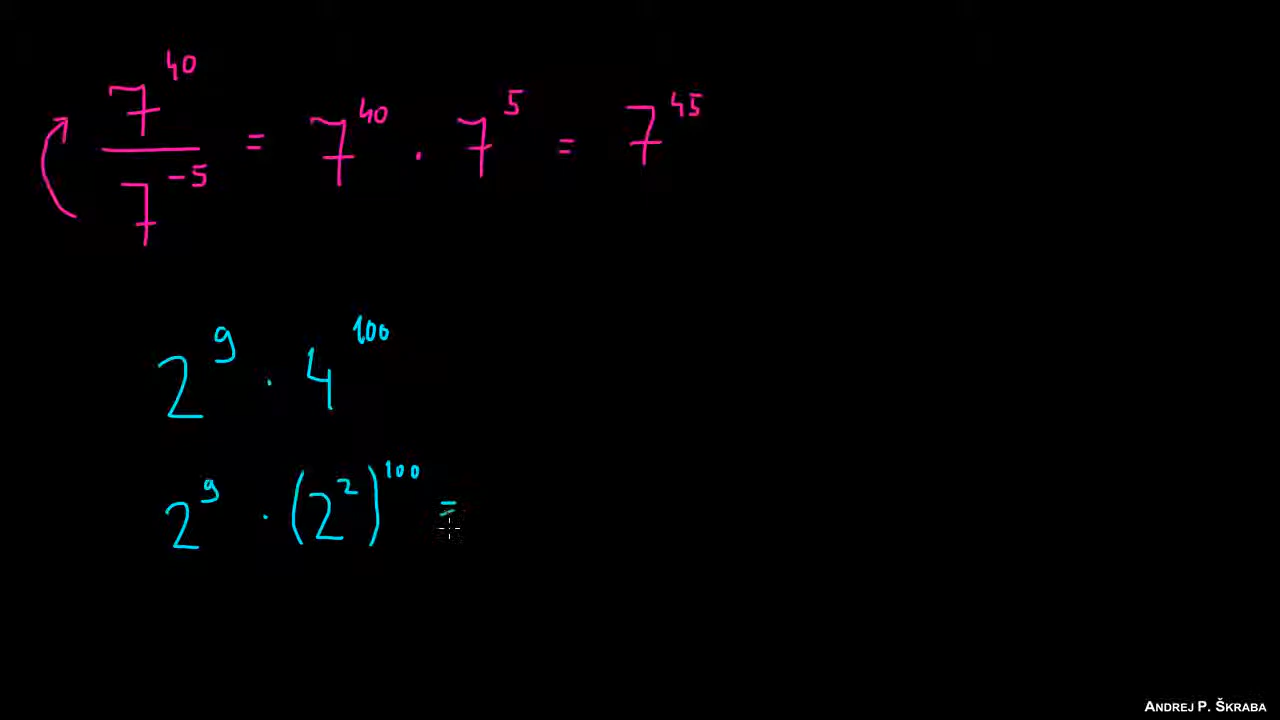 7^40 / 7^-5 = 7^40 · 7^5 = 7^45
2^9 · 4^100
2^9 · (2^2)^100 =
ANDREJ P. ŠKRABA